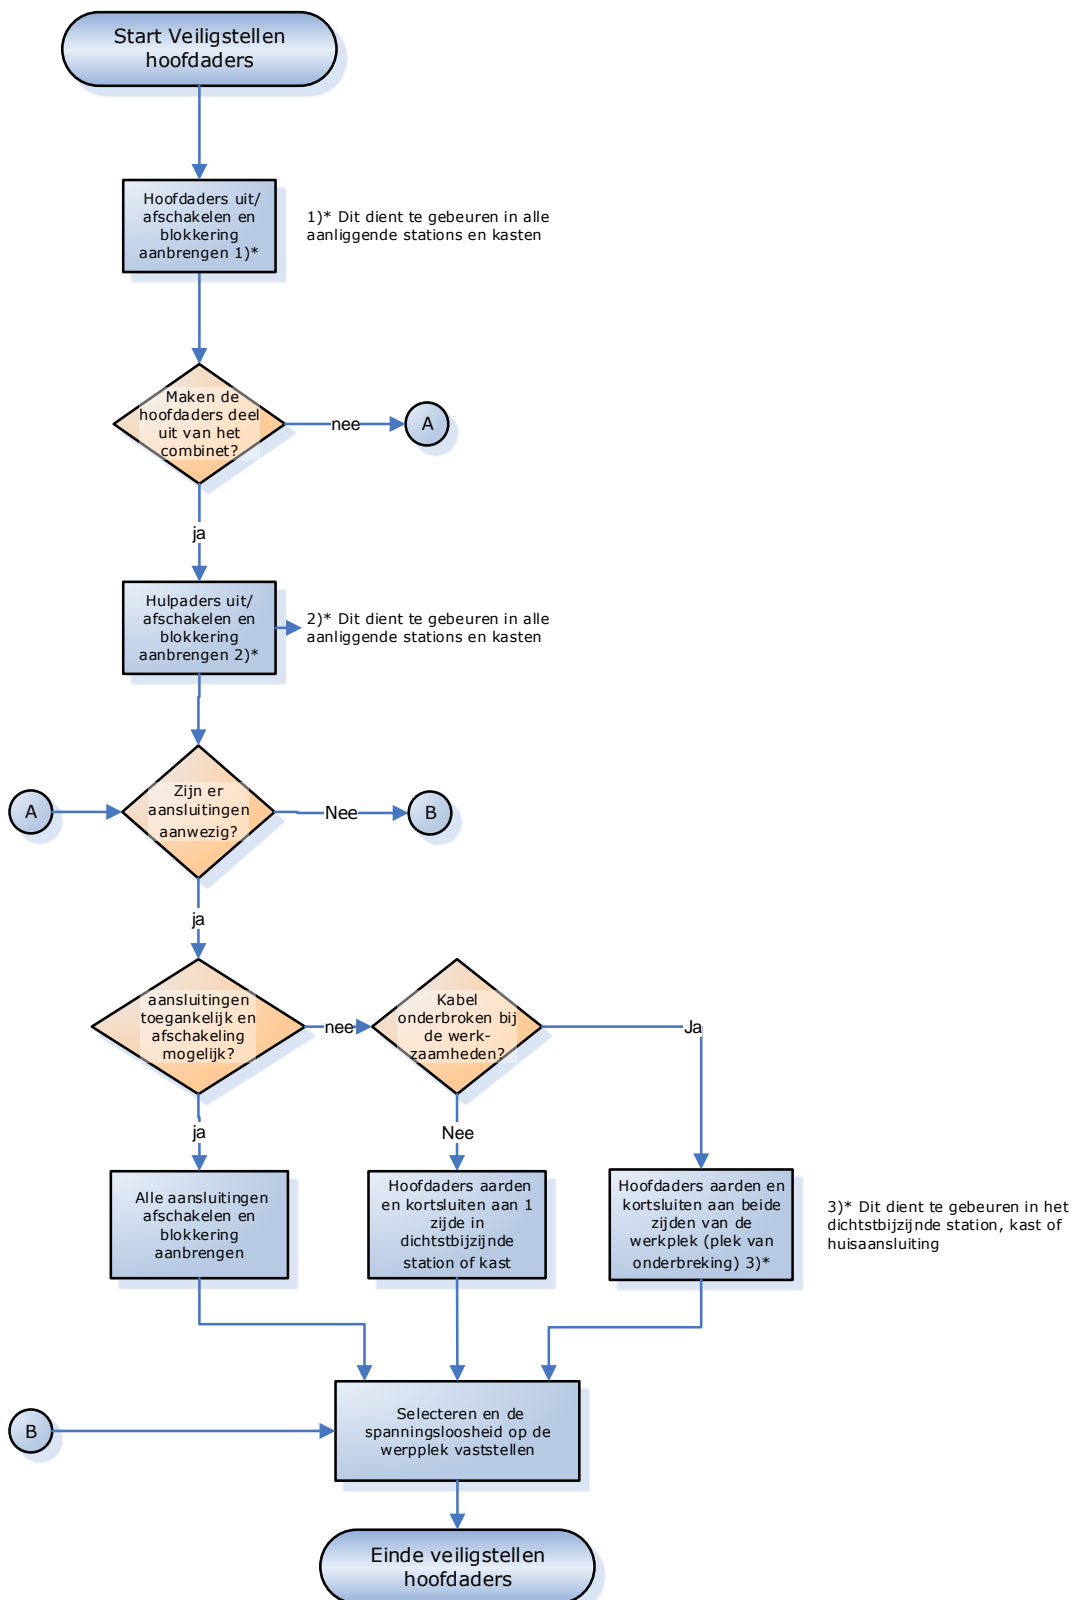 Start Veiligstellen
hoofdaders
Hoofdaders uit/
afschakelen en
blokkering
aanbrengen 1)*
1)* Dit dient te gebeuren in alle
aanliggende stations en kasten
Maken de
hoofdaders deel
uit van het
combinet?
nee
A
ja
Hulpaders uit/
afschakelen en
blokkering
aanbrengen 2)*
2)* Dit dient te gebeuren in alle
aanliggende stations en kasten
A
Zijn er
aansluitingen
aanwezig?
Nee
B
ja
aansluitingen
toegankelijk en
afschakeling
mogelijk?
nee
Kabel
onderbroken bij
de werk-
zaamheden?
Ja
ja
Nee
Alle aansluitingen
afschakelen en
blokkering
aanbrengen
Hoofdaders aarden
en kortsluiten aan 1
zijde in
dichtstbijzijnde
station of kast
Hoofdaders aarden en
kortsluiten aan beide
zijden van de
werkplek (plek van
onderbreking) 3)*
3)* Dit dient te gebeuren in het
dichtstbijzijnde station, kast of
huisaansluiting
B
Selecteren en de
spanningsloosheid op de
werpplek vaststellen
Einde veiligstellen
hoofdaders